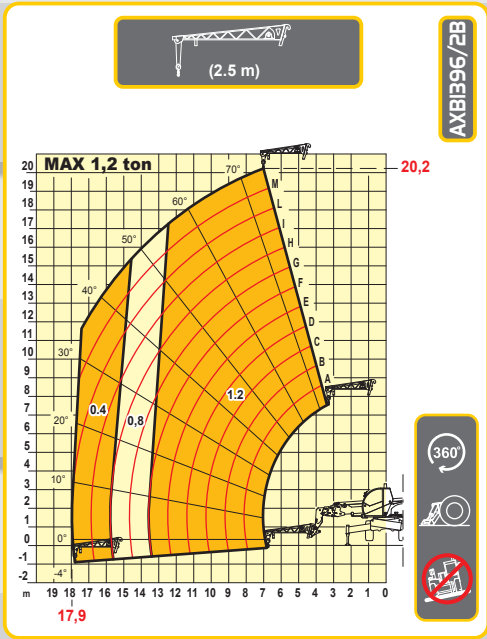 (2.5 m)
AXB1396/2B
MAX 1,2 ton
20,2
20
19
18
17
16
15
14
13
12
11
10
9
8
7
6
5
4
3
2
1
0
-1
-2
70°
60°
50°
40°
30°
20°
10°
0°
-4°
M
L
I
H
G
F
E
D
C
B
A
0.4
0,8
1.2
m 19 18 17 16 15 14 13 12 11 10 9 8 7 6 5 4 3 2 1 0
17,9
360°